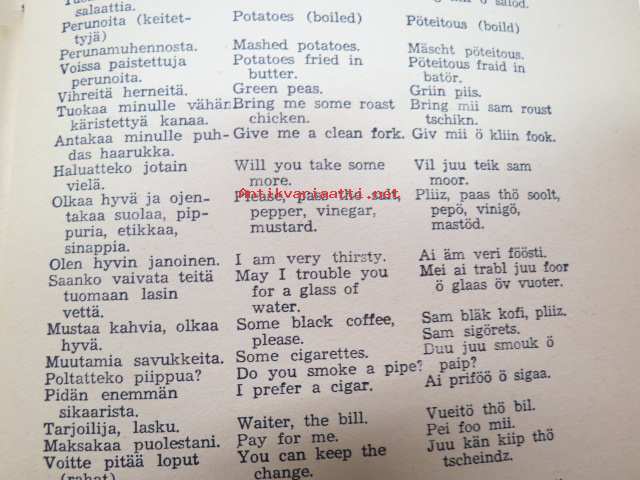 salaattia.
Perunoita (keitet-
tyjä)
Perunamuhennosta.
Voissa paistettuja
perunoita.
Vihreitä herneitä.
Tuokaa minulle vähän
käristettyä kanaa.
Antakaa minulle puh-
das haarukka.
Haluatteko jotain
vielä.
Olkaa hyvä ja ojen-
takaa suolaa, pip-
puria, etikkaa,
sinappia.
Olen hyvin janoinen.
Saanko vaivata teitä
tuomaan lasin
vettä.
Mustaa kahvia, olkaa
hyvä.
Muutamia savukkeita.
Poltatteko piippua?
Pidän enemmän
sikaarista.
Tarjoilija, lasku.
Maksakaa puolestani.
Voitte pitää loput
(rahat)
Potatoes (boiled)
Mashed potatoes.
Potatoes fried in
butter.
Green peas.
Bring me some roast
chicken.
Give me a clean fork.
Will you take some
more.
Please, pass the salt,
pepper, vinegar,
mustard.
I am very thirsty.
May I trouble you
for a glass of
water.
Some black coffee,
please.
Some cigarettes.
Do you smoke a pipe?
I prefer a cigar.
Waiter, the bill.
Pay for me.
You can keep the
change.
ö salöd.
Pöteitous (boild)
Mäscht pöteitous.
Pöteitous fraid in
batör.
Griin piis.
Bring mii sam roust
tschikn.
Giv mii ö kliin fook.
Vil juu teik sam
moor.
Pliiz, paas thö soolt,
pepö, vinigö,
mastöd.
Ai äm veri föösti.
Mei ai trabl juu foor
ö glaas öv vuoter.
Sam bläk kofi, pliiz.
Sam sigörets.
Duu juu smouk ö
paip?
Ai priföö ö sigaa.
Vueitö thö bil.
Pei foo mii.
Juu kän kiip thö
tscheindz.
Antikvariaatti.net